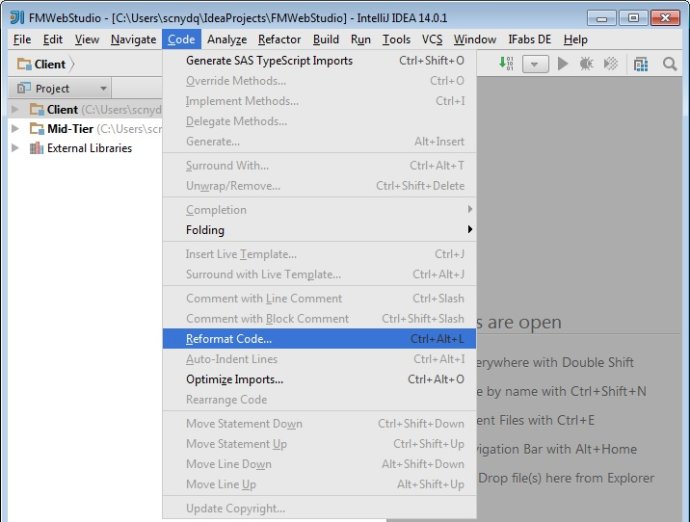 FMWebStudio - [C:\Users\scnydq\IdeaProjects\FMWebStudio] - IntelliJ IDEA 14.0.1
File Edit View Navigate Code Analyze Refactor Build Run Tools VCS Window IFabs DE Help
Client
Project
Client (C:\Users\scn
Mid-Tier (C:\Users\scn
External Libraries
Generate SAS TypeScript Imports Ctrl+Shift+O
Override Methods... Ctrl+O
Implement Methods... Ctrl+I
Delegate Methods...
Generate... Alt+Insert
Surround With... Ctrl+Alt+T
Unwrap/Remove... Ctrl+Shift+Delete
Completion
Folding
Insert Live Template... Ctrl+J
Surround with Live Template... Ctrl+Alt+J
Comment with Line Comment Ctrl+Slash
Comment with Block Comment Ctrl+Shift+Slash
Reformat Code... Ctrl+Alt+L
Auto-Indent Lines Ctrl+Alt+I
Optimize Imports... Ctrl+Alt+O
Rearrange Code
Move Statement Down Ctrl+Shift+Down
Move Statement Up Ctrl+Shift+Up
Move Line Down Alt+Shift+Down
Move Line Up Alt+Shift+Up
Update Copyright...
s are open
erywhere with Double Shift
e by name with Ctrl+Shift+N
ent Files with Ctrl+E
vigation Bar with Alt+Home
Drop file(s) here from Explorer